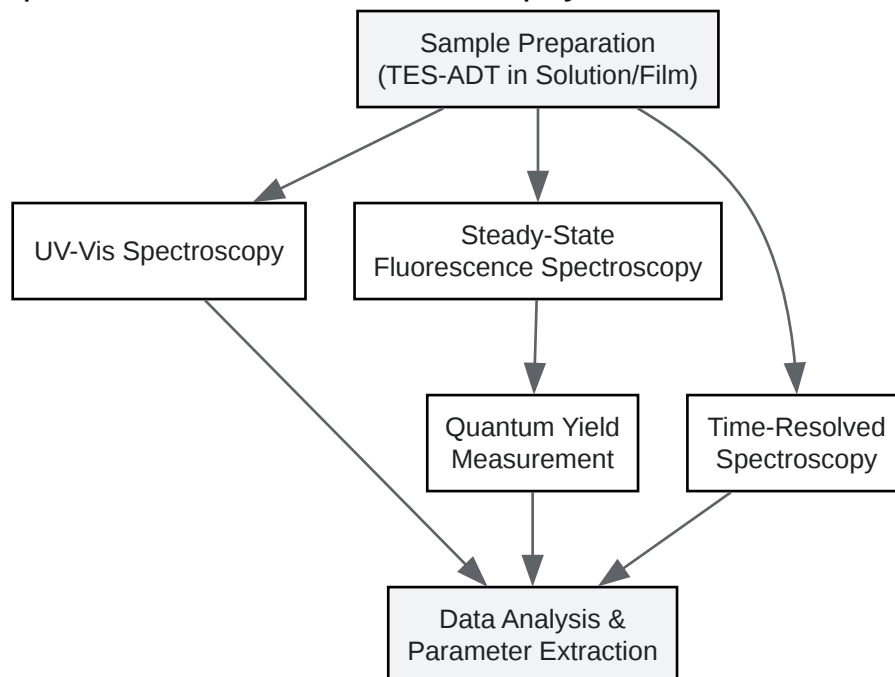 Sample Preparation
(TES-ADT in Solution/Film)
UV-Vis Spectroscopy
Steady-State
Fluorescence Spectroscopy
Quantum Yield
Measurement
Time-Resolved
Spectroscopy
Data Analysis &
Parameter Extraction